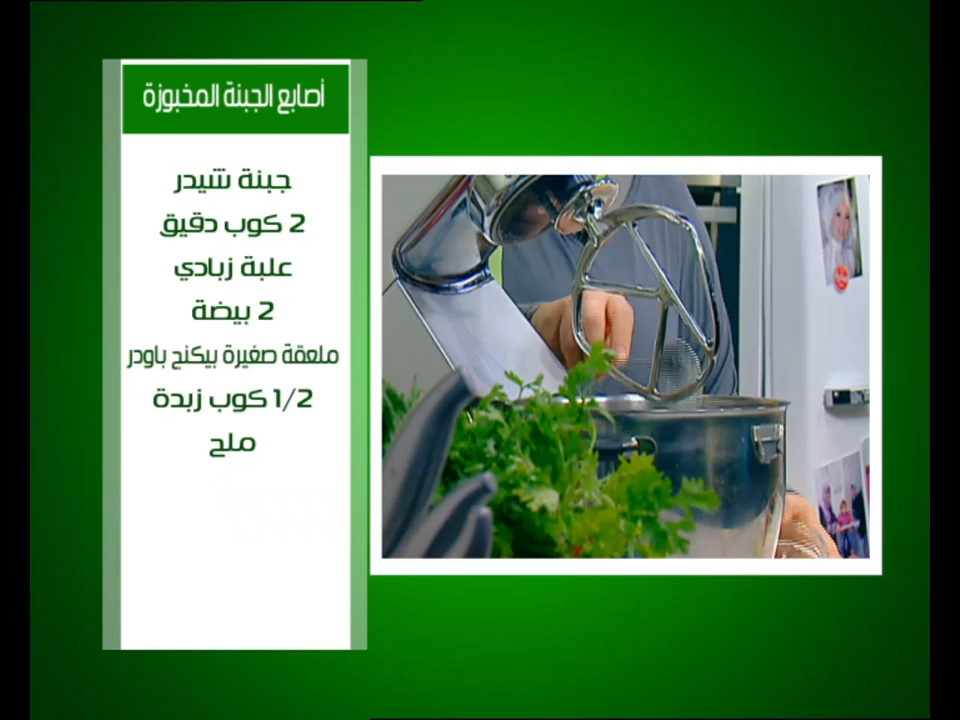 أصابع الجبنة المخبوزة
جبنة شيدر
2 كوب دقيق
علبة زبادي
2 بيضة
ملعقة صغيرة بيكنج باودر
1/2 كوب زبدة
ملح